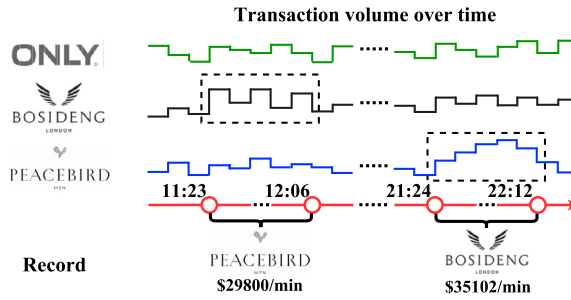 Transaction volume over time
ONLY
BOSIDENG
LONDON
PEACEBIRD
MEN
11:23 12:06 21:24 22:12
Record
PEACEBIRD
MEN
$29800/min
BOSIDENG
LONDON
$35102/min